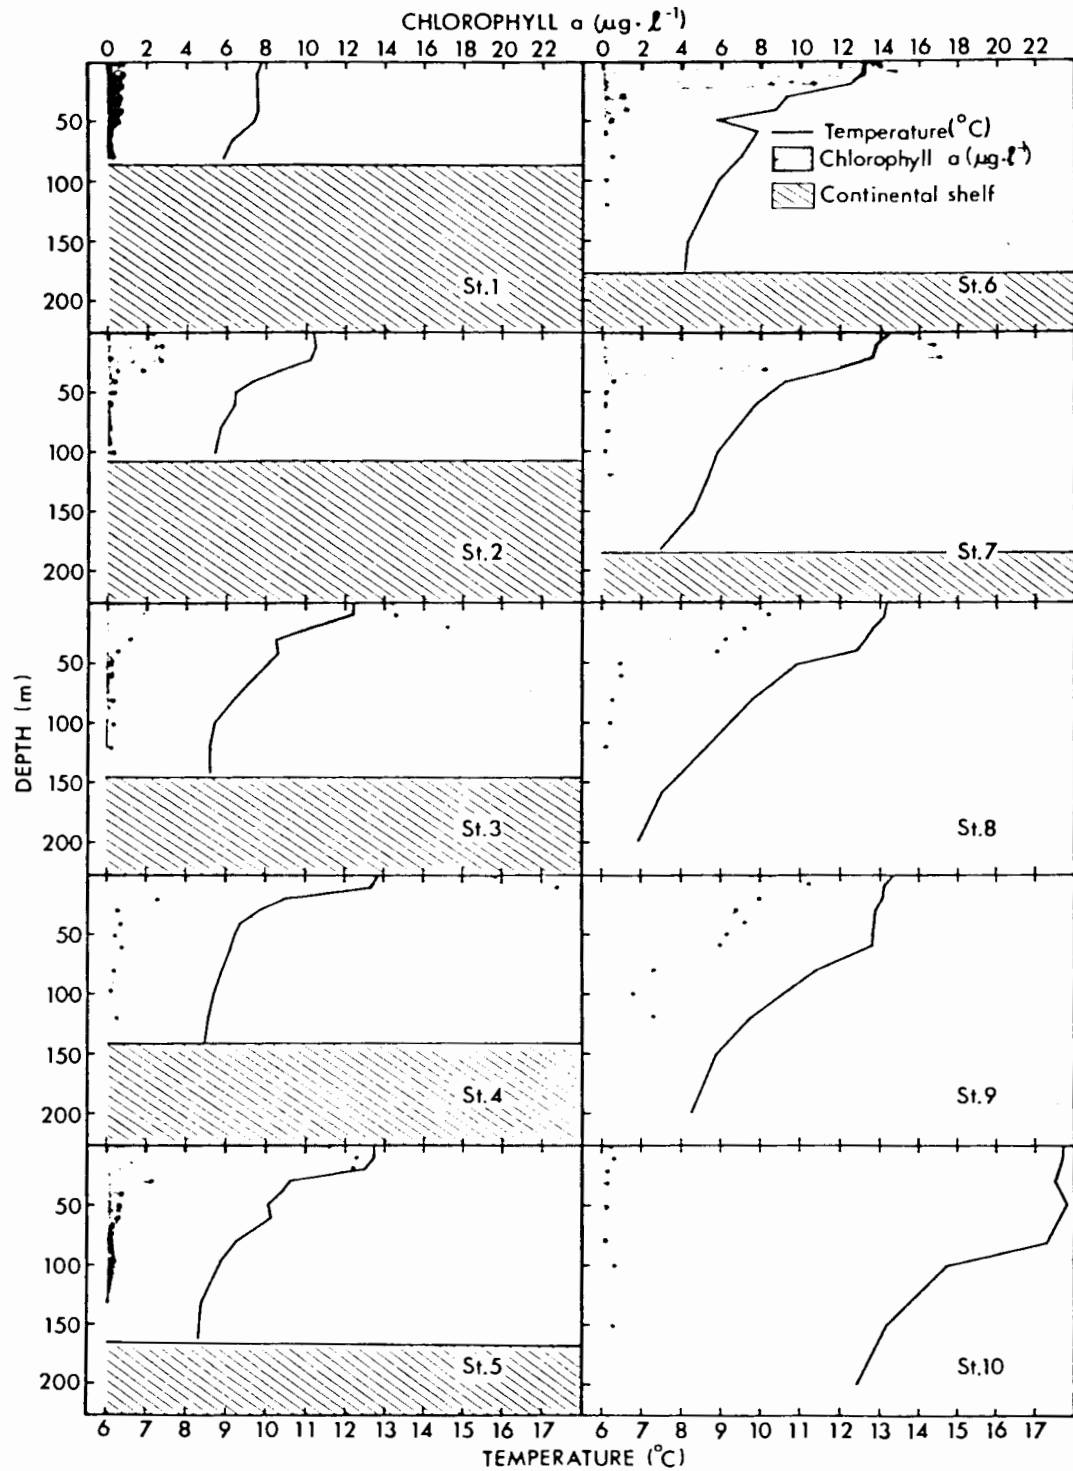 CHLOROPHYLL a (µg·ℓ⁻¹)
0 2 4 6 8 10 12 14 16 18 20 22
0 2 4 6 8 10 12 14 16 18 20 22
50
100
150
200
St.1
Temperature(°C)
Chlorophyll a (µg·ℓ⁻¹)
Continental shelf
St.6
50
100
150
200
St.2
St.7
50
100
150
200
St.3
St.8
50
100
150
200
St.4
St.9
50
100
150
200
St.5
St.10
DEPTH (m)
6 7 8 9 10 11 12 13 14 15 16 17
6 7 8 9 10 11 12 13 14 15 16 17
TEMPERATURE (°C)